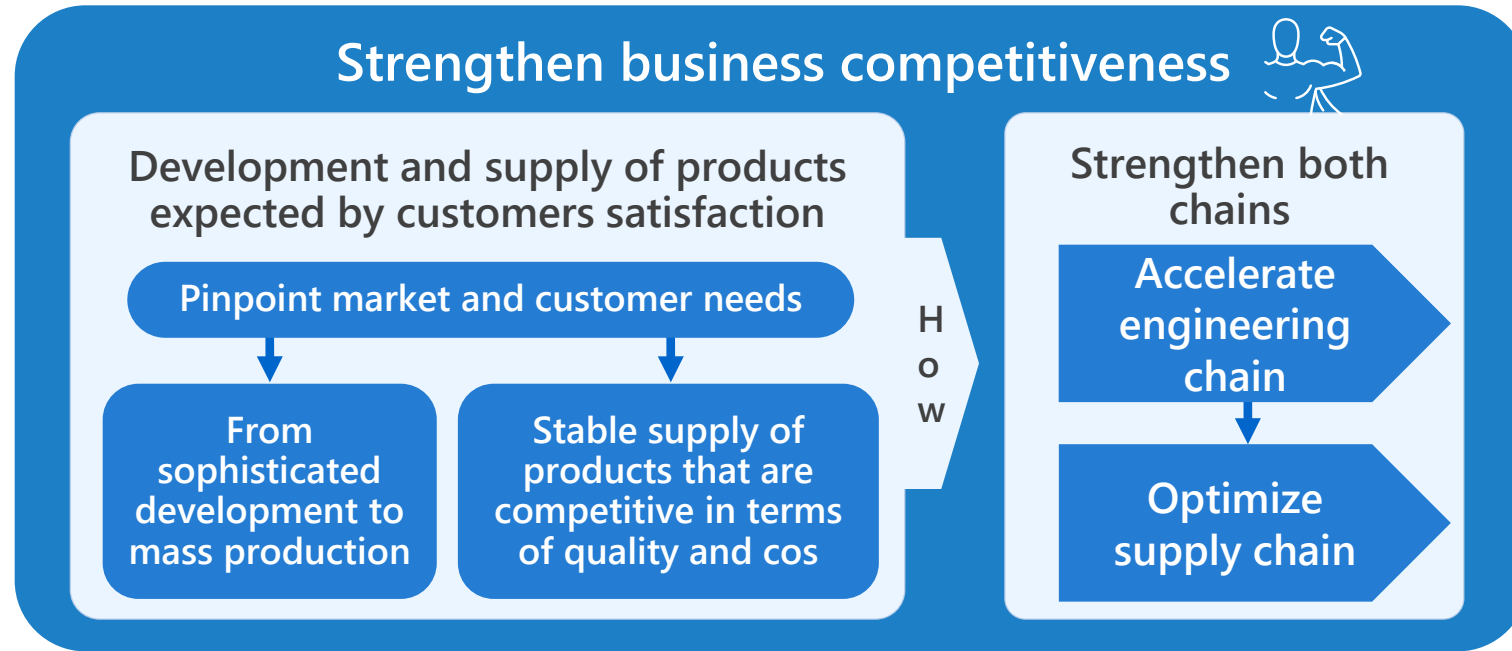 Strengthen business competitiveness
Development and supply of products
expected by customers satisfaction
Pinpoint market and customer needs
From
sophisticated
development to
mass production
Stable supply of
products that are
competitive in terms
of quality and cos
H
o
w
Strengthen both
chains
Accelerate
engineering
chain
Optimize
supply chain